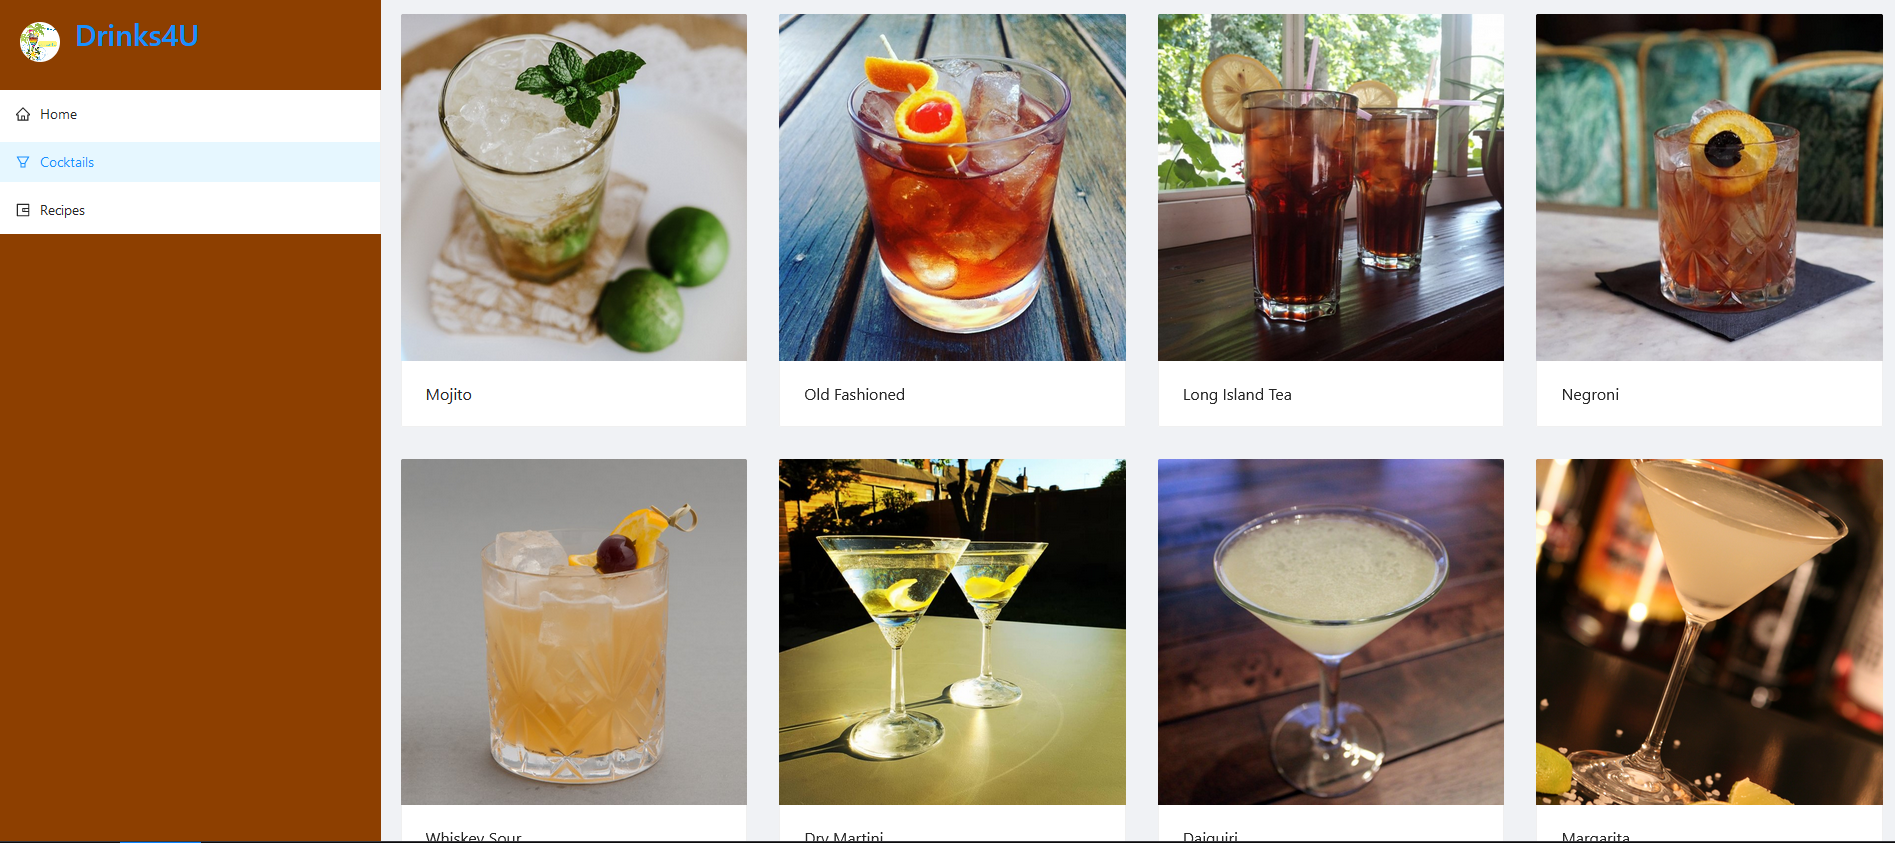 Drinks4U
Home
Cocktails
Recipes
Mojito
Old Fashioned
Long Island Tea
Negroni
Whiskey Sour
Dry Martini
Daiquiri
Margarita